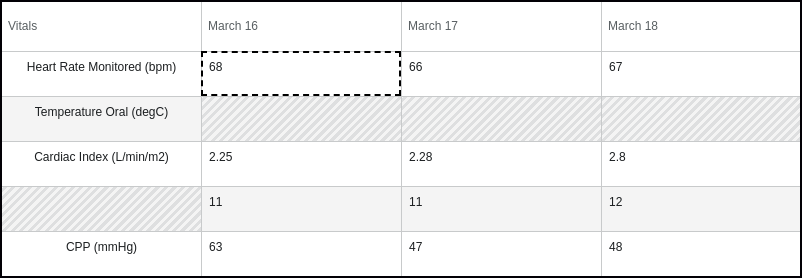 Vitals March 16 March 17 March 18
Heart Rate Monitored (bpm) 68 66 67
Temperature Oral (degC)
Cardiac Index (L/min/m2) 2.25 2.28 2.8
11 11 12
CPP (mmHg) 63 47 48